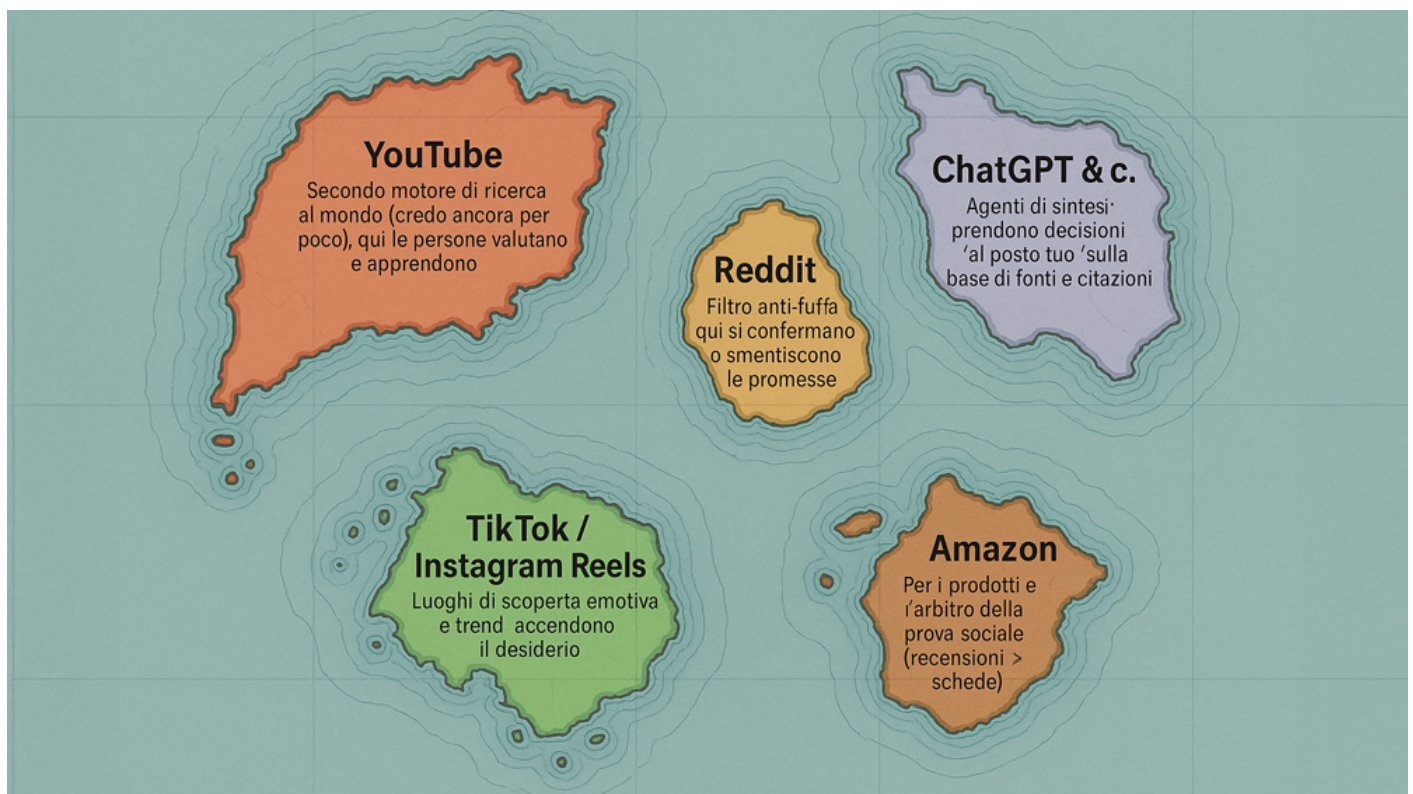 YouTube
Secondo motore di ricerca
al mondo (credo ancora per
poco), qui le persone valutano
e apprendono
ChatGPT & c.
Agenti di sintesi·
prendono decisioni
‘al posto tuo ‘sulla
base di fonti e citazioni
Reddit
Filtro anti-fuffa
qui si confermano
o smentiscono
le promesse
TikTok /
Instagram Reels
Luoghi di scoperta emotiva
e trend accendono
il desiderio
Amazon
Per i prodotti e
l’arbitro della
prova sociale
(recensioni >
schede)